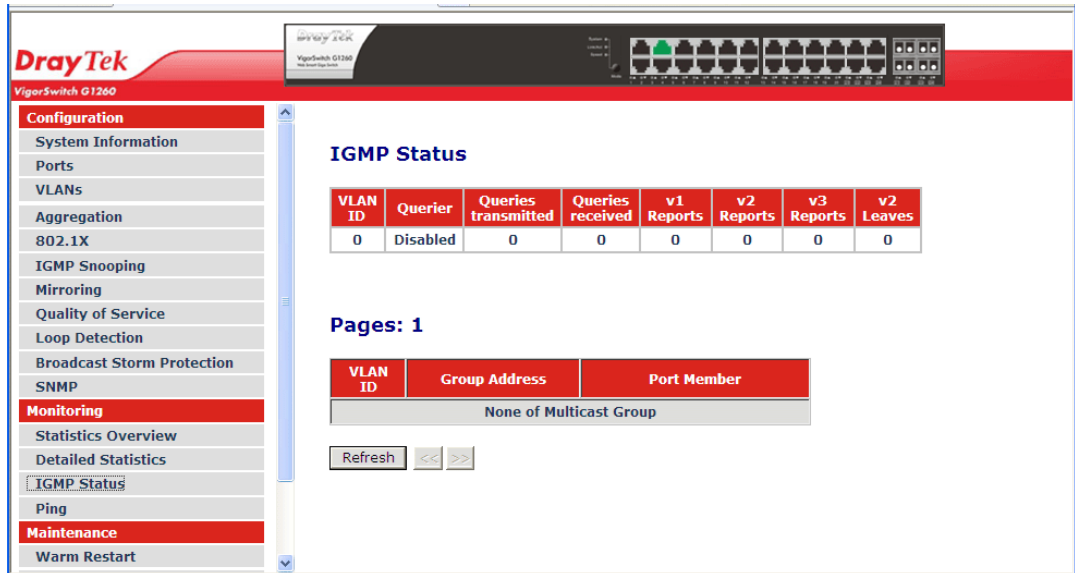 DrayTek
VigorSwitch G1260
DrayTek
VigorSwitch G1260
Configuration
System Information
Ports
VLANs
Aggregation
802.1X
IGMP Snooping
Mirroring
Quality of Service
Loop Detection
Broadcast Storm Protection
SNMP
Monitoring
Statistics Overview
Detailed Statistics
IGMP Status
Ping
Maintenance
Warm Restart
IGMP Status
VLAN ID Querier Queries transmitted Queries received v1 Reports v2 Reports v3 Reports v2 Leaves
0 Disabled 0 0 0 0 0 0
Pages: 1
VLAN ID Group Address Port Member
None of Multicast Group
Refresh << >>